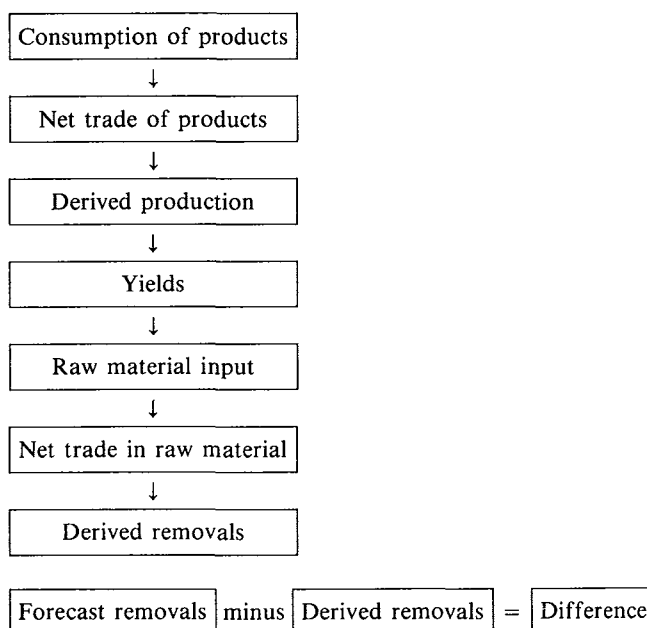 Consumption of products
↓
Net trade of products
↓
Derived production
↓
Yields
↓
Raw material input
↓
Net trade in raw material
↓
Derived removals
Forecast removals minus Derived removals = Difference